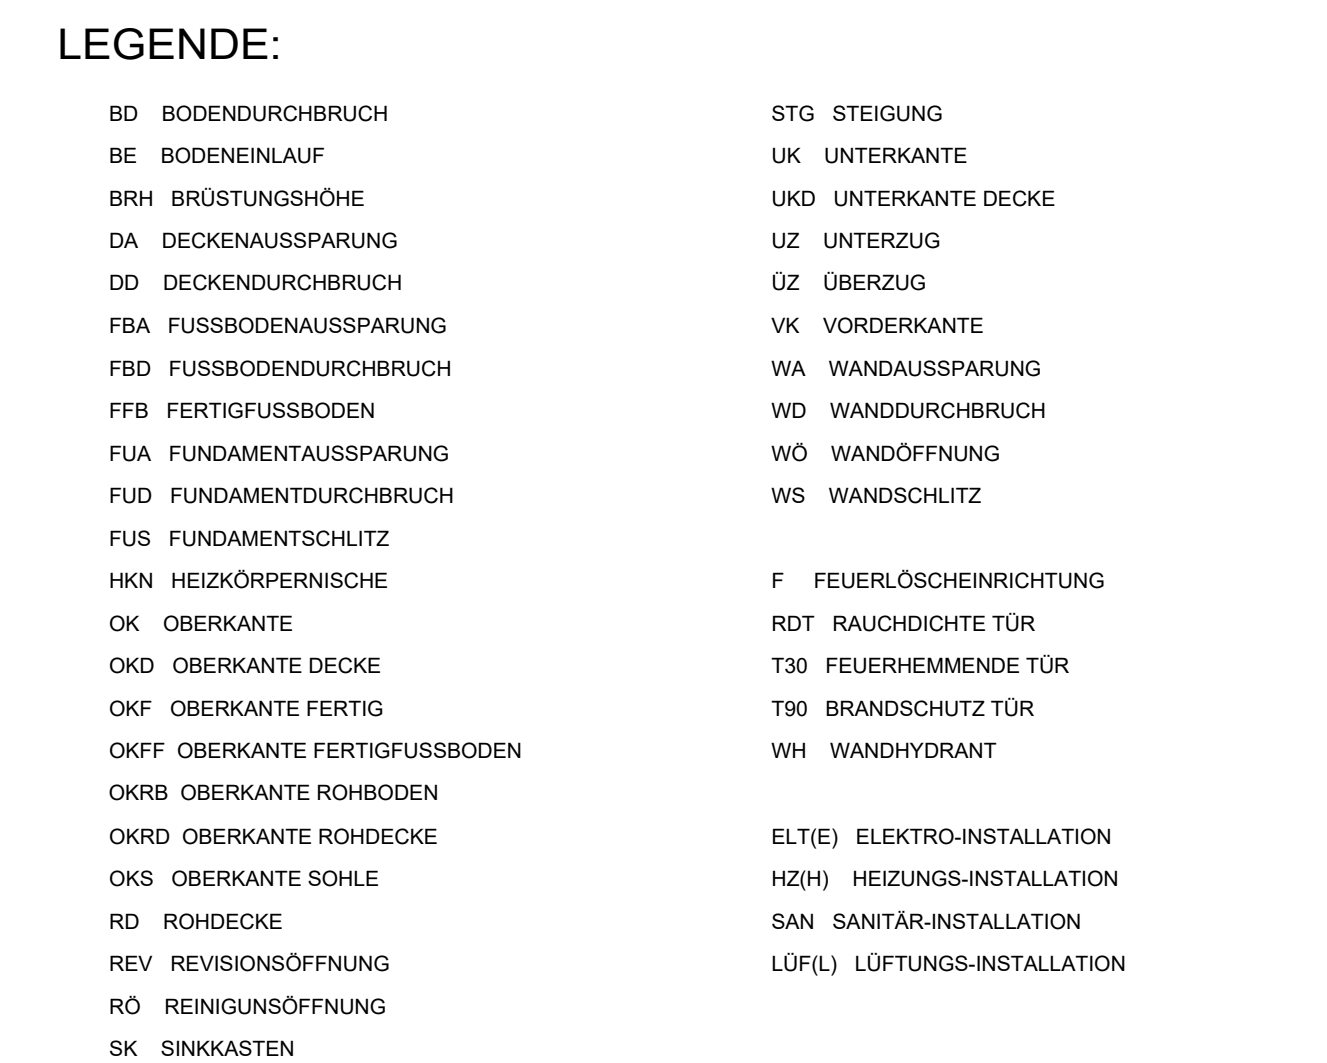 LEGENDE:
BD BODENDURCHBRUCH
BE BODENEINLAUF
BRH BRÜSTUNGSHÖHE
DA DECKENAUSSPARUNG
DD DECKENDURCHBRUCH
FBA FUSSBODENAUSSPARUNG
FBD FUSSBODENDURCHBRUCH
FFB FERTIGFUSSBODEN
FUA FUNDAMENTAUSSPARUNG
FUD FUNDAMENTDURCHBRUCH
FUS FUNDAMENTSCHLITZ
HKN HEIZKÖRPERNISCHE
OK OBERKANTE
OKD OBERKANTE DECKE
OKF OBERKANTE FERTIG
OKFF OBERKANTE FERTIGFUSSBODEN
OKRB OBERKANTE ROHBODEN
OKRD OBERKANTE ROHDECKE
OKS OBERKANTE SOHLE
RD ROHDECKE
REV REVISIONSÖFFNUNG
RÖ REINIGUNSÖFFNUNG
SK SINKKASTEN
STG STEIGUNG
UK UNTERKANTE
UKD UNTERKANTE DECKE
UZ UNTERZUG
ÜZ ÜBERZUG
VK VORDERKANTE
WA WANDAUSSPARUNG
WD WANDDURCHBRUCH
WÖ WANDÖFFNUNG
WS WANDSCHLITZ
F FEUERLÖSCHEINRICHTUNG
RDT RAUCHDICHTE TÜR
T30 FEUERHEMMENDE TÜR
T90 BRANDSCHUTZ TÜR
WH WANDHYDRANT
ELT(E) ELEKTRO-INSTALLATION
HZ(H) HEIZUNGS-INSTALLATION
SAN SANITÄR-INSTALLATION
LÜF(L) LÜFTUNGS-INSTALLATION